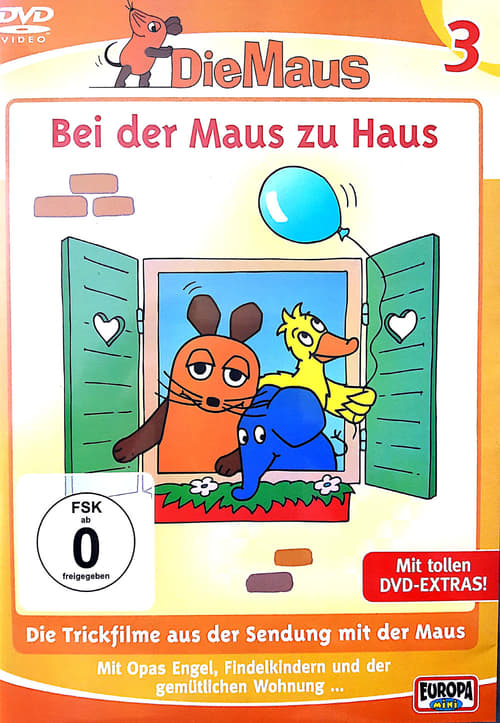 DVD
VIDEO
DieMaus
3
Bei der Maus zu Haus
FSK
ab
0
freigegeben
Mit tollen
DVD-EXTRAS!
Die Trickfilme aus der Sendung mit der Maus
Mit Opas Engel, Findelkindern und der
gemütlichen Wohnung ...
EUROPA
mini